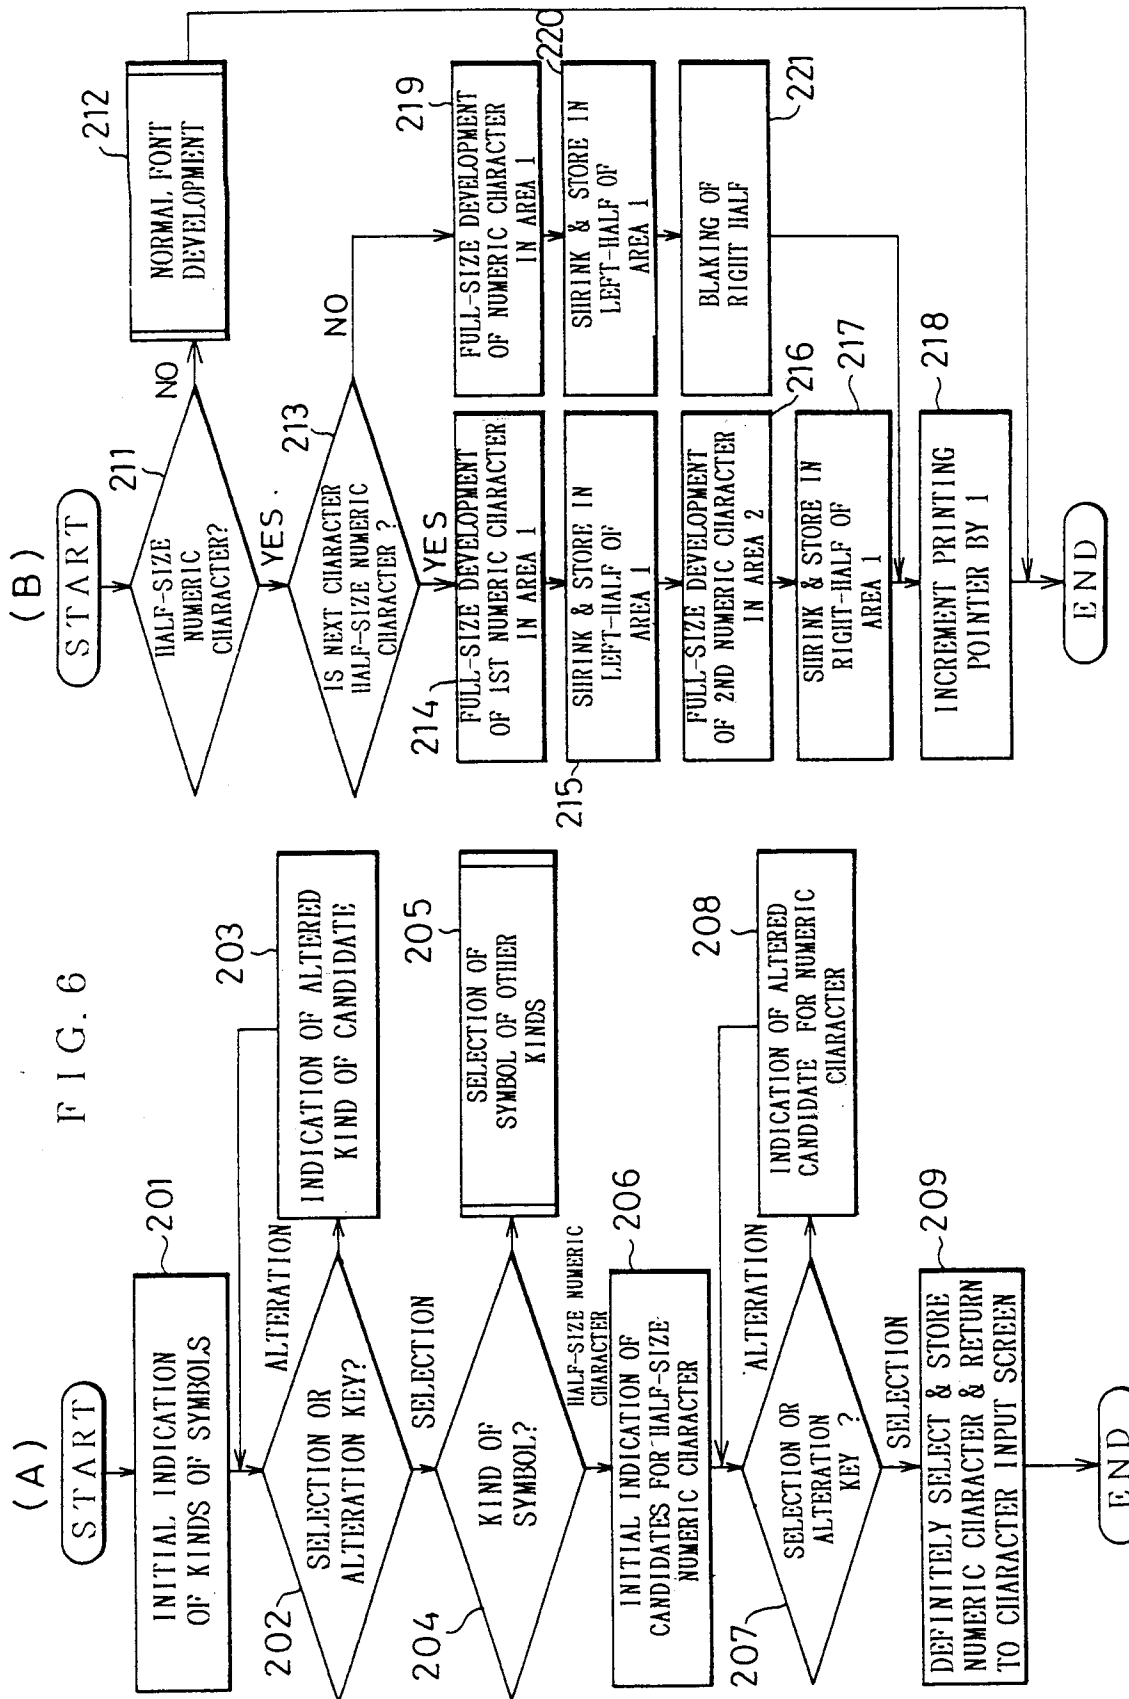 FIG. 6
(A)
START
201
INITIAL INDICATION
OF KINDS OF SYMBOLS
202
SELECTION OR
ALTERATION KEY?
ALTERATION
203
INDICATION OF ALTERED
KIND OF CANDIDATE
SELECTION
204
KIND OF
SYMBOL?
205
SELECTION OF
SYMBOL OF OTHER
KINDS
HALF-SIZE NUMERIC
CHARACTER
206
INITIAL INDICATION OF
CANDIDATES FOR HALF-SIZE
NUMERIC CHARACTER
207
SELECTION OR
ALTERATION
KEY ?
ALTERATION
208
INDICATION OF ALTERED
CANDIDATE FOR NUMERIC
CHARACTER
SELECTION
209
DEFINITELY SELECT & STORE
NUMERIC CHARACTER & RETURN
TO CHARACTER INPUT SCREEN
END
(B)
START
211
HALF-SIZE
NUMERIC
CHARACTER?
NO
212
NORMAL FONT
DEVELOPMENT
YES.
213
IS NEXT CHARACTER
HALF-SIZE NUMERIC
CHARACTER ?
NO
YES
214
FULL-SIZE DEVELOPMENT
OF 1ST NUMERIC CHARACTER
IN AREA 1
215
SHRINK & STORE IN
LEFT-HALF OF
AREA 1
216
FULL-SIZE DEVELOPMENT
OF 2ND NUMERIC CHARACTER
IN AREA 2
217
SHRINK & STORE IN
RIGHT-HALF OF
AREA 1
218
INCREMENT PRINTING
POINTER BY 1
219
FULL-SIZE DEVELOPMENT
OF NUMERIC CHARACTER
IN AREA 1
220
SHRINK & STORE IN
LEFT-HALF OF
AREA 1
221
BLAKING OF
RIGHT HALF
END